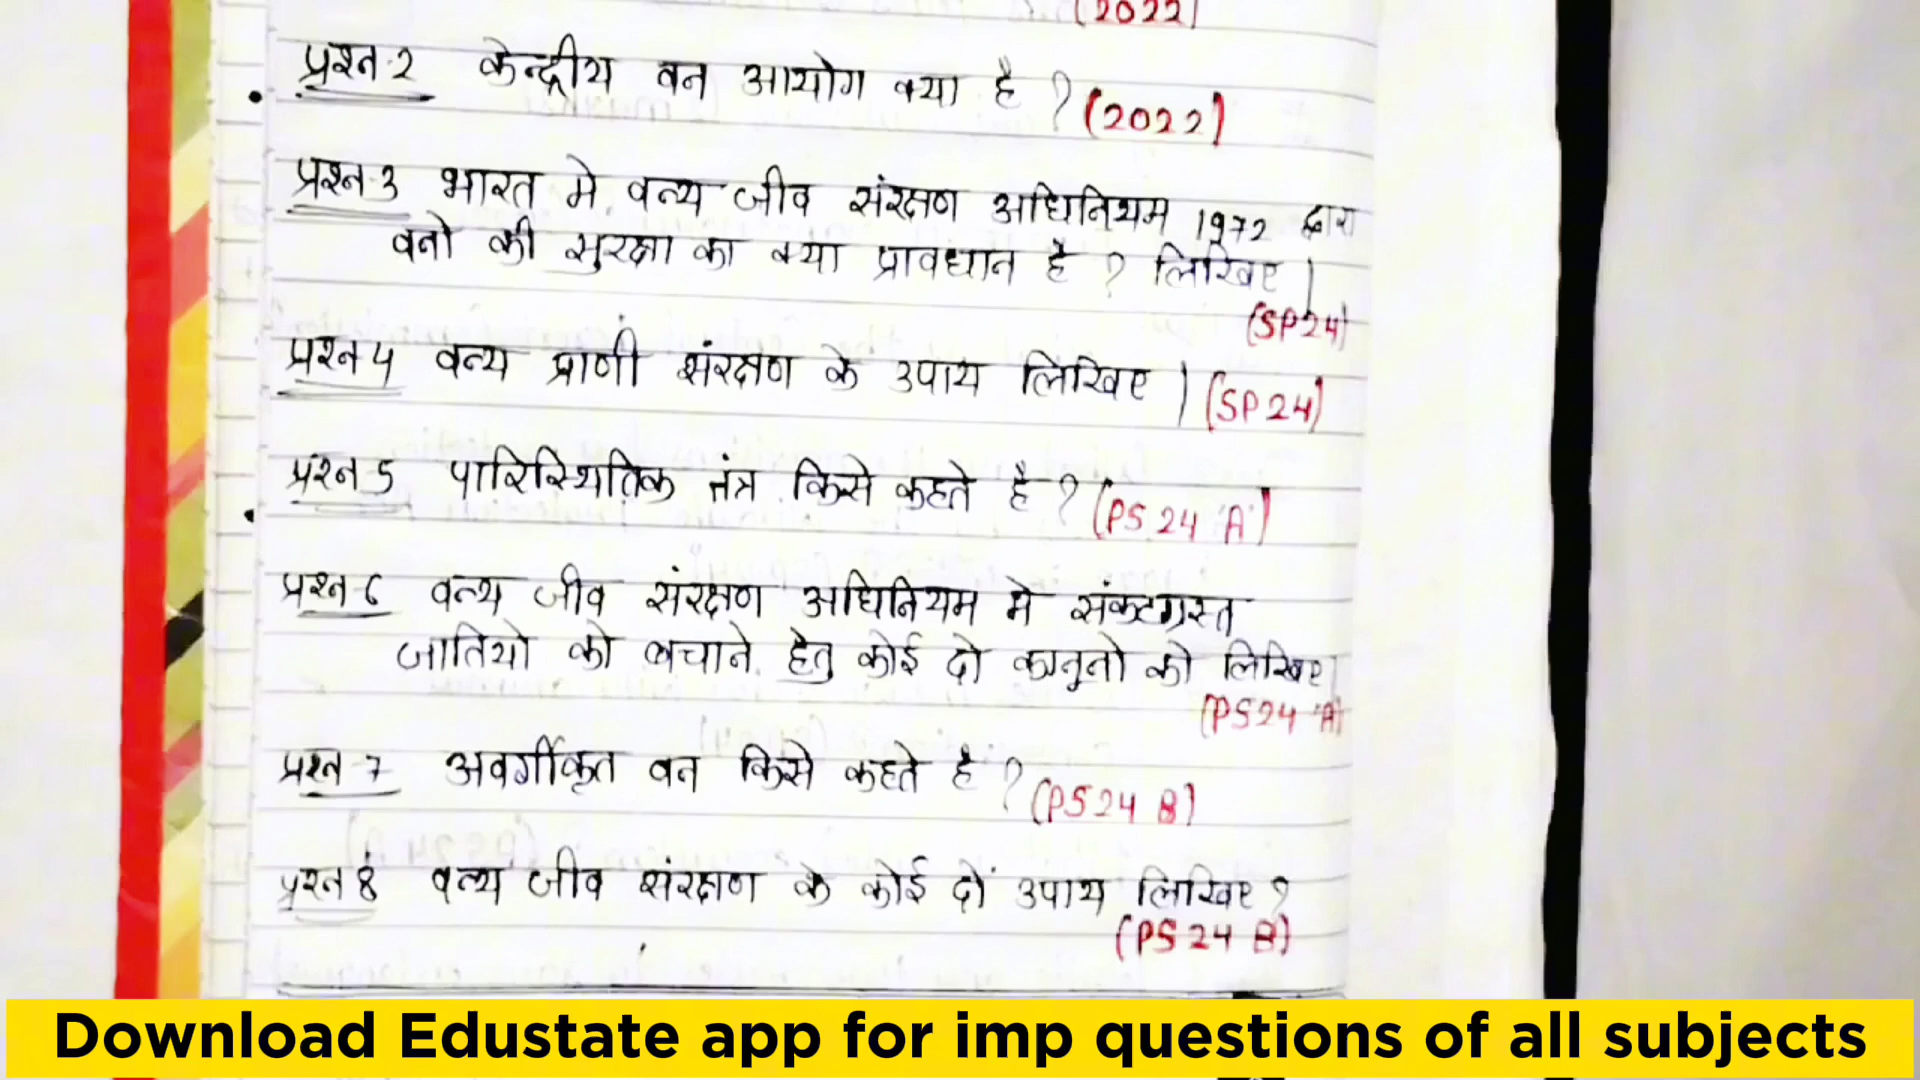 (2022)
प्रश्न-2 केन्द्रीय वन आयोग क्या है ? (2022)
प्रश्न-3 भारत मे वन्य जीव संरक्षण अधिनियम 1972 द्वारा
वनो की सुरक्षा का क्या प्रावधान है ? लिखिए |
(SP24)
प्रश्न 4 वन्य प्राणी संरक्षण के उपाय लिखिए | (SP24)
प्रश्न 5 पारिस्थितिक तंत्र किसे कहते है ? (PS 24 'A')
प्रश्न-6 वन्य जीव संरक्षण अधिनियम मे संकटग्रस्त
जातियो को बचाने हेतु कोई दो कानूनो को लिखिए|
(PS24 'A')
प्रश्न 7 अवर्गीकृत वन किसे कहते है ? (PS24 B)
प्रश्न 8 वन्य जीव संरक्षण के कोई दो उपाय लिखिए ?
(PS 24 B)
Download Edustate app for imp questions of all subjects